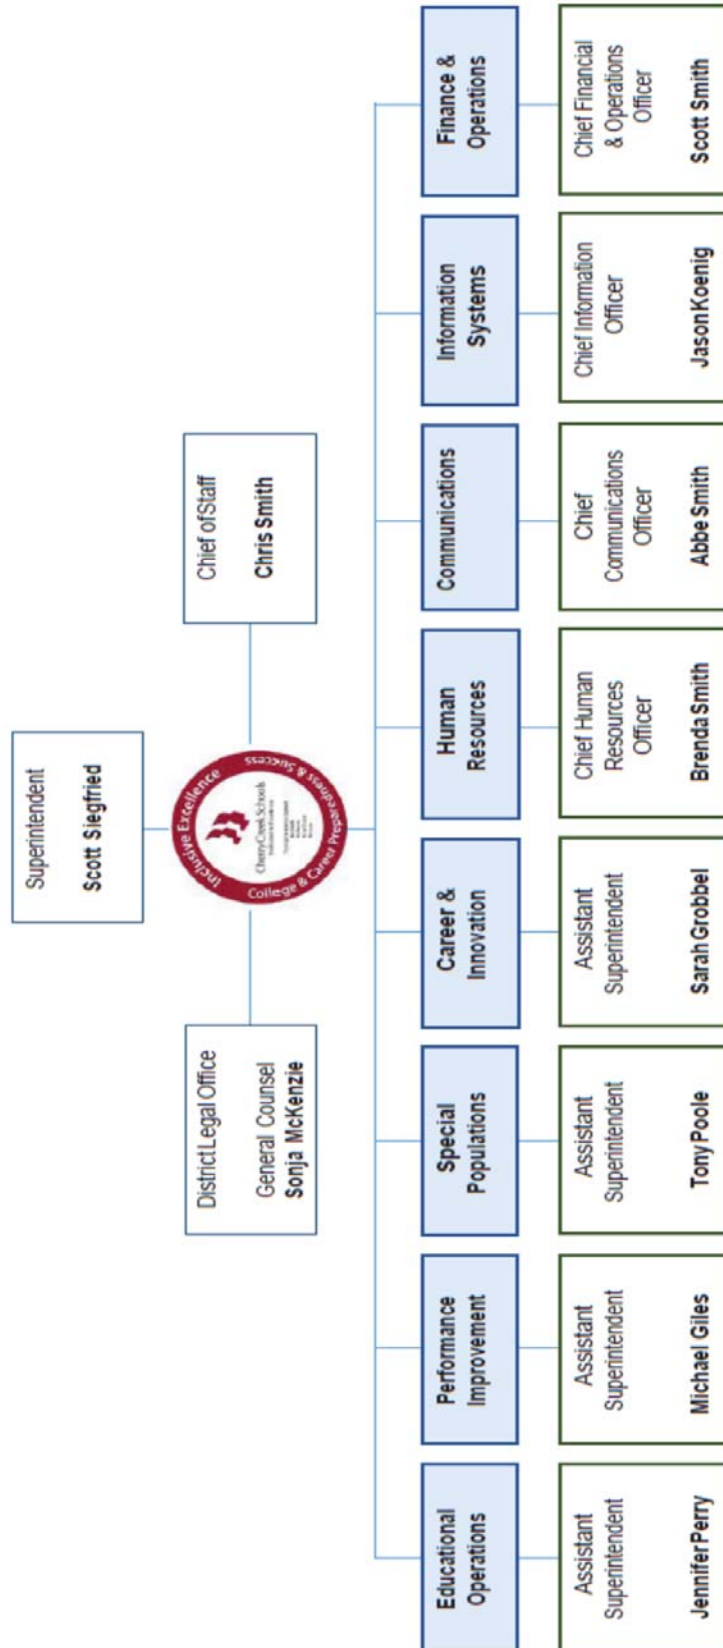 Superintendent
Scott Siegfried
District Legal Office
General Counsel
Sonja McKenzie
Inclusive Excellence
CherryCreekSchools
College & Career Preparedness & Success
Chief of Staff
Chris Smith
Educational
Operations
Performance
Improvement
Special
Populations
Career &
Innovation
Human
Resources
Communications
Information
Systems
Finance &
Operations
Assistant
Superintendent
Jennifer Perry
Assistant
Superintendent
Michael Giles
Assistant
Superintendent
Tony Poole
Assistant
Superintendent
Sarah Grobbel
Chief Human
Resources
Officer
Brenda Smith
Chief
Communications
Officer
Abbe Smith
Chief Information
Officer
Jason Koenig
Chief Financial
& Operations
Officer
Scott Smith